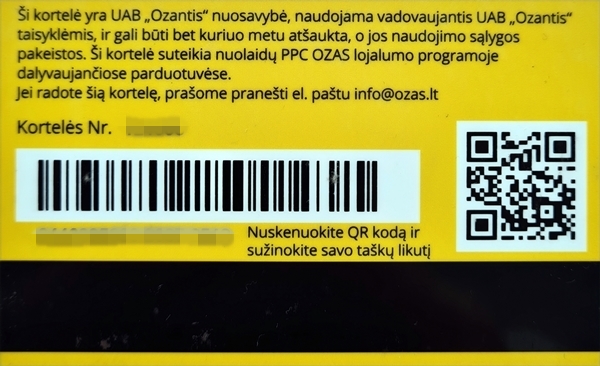 Ši kortelė yra UAB „Ozantis“ nuosavybė, naudojama vadovaujantis UAB „Ozantis“
taisyklėmis, ir gali būti bet kuriuo metu atšaukta, o jos naudojimo sąlygos
pakeistos. Ši kortelė suteikia nuolaidų PPC OZAS lojalumo programoje
dalyvaujančiose parduotuvėse.
Jei radote šią kortelę, prašome pranešti el. paštu info@ozas.lt
Kortelės Nr.
Nuskenuokite QR kodą ir
sužinokite savo taškų likutį